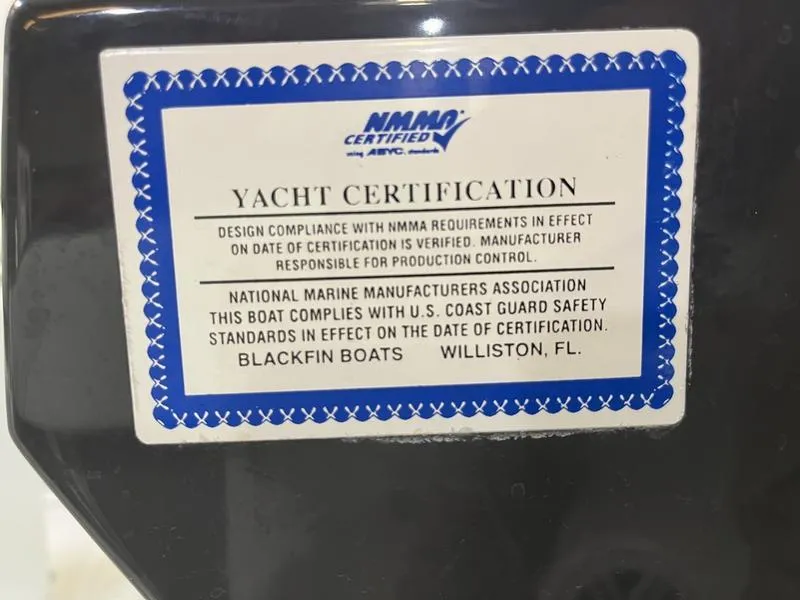 NMMA
CERTIFIED
using ABYC. standards
YACHT CERTIFICATION
DESIGN COMPLIANCE WITH NMMA REQUIREMENTS IN EFFECT
ON DATE OF CERTIFICATION IS VERIFIED. MANUFACTURER
RESPONSIBLE FOR PRODUCTION CONTROL.
NATIONAL MARINE MANUFACTURERS ASSOCIATION
THIS BOAT COMPLIES WITH U.S. COAST GUARD SAFETY
STANDARDS IN EFFECT ON THE DATE OF CERTIFICATION.
BLACKFIN BOATS WILLISTON, FL.